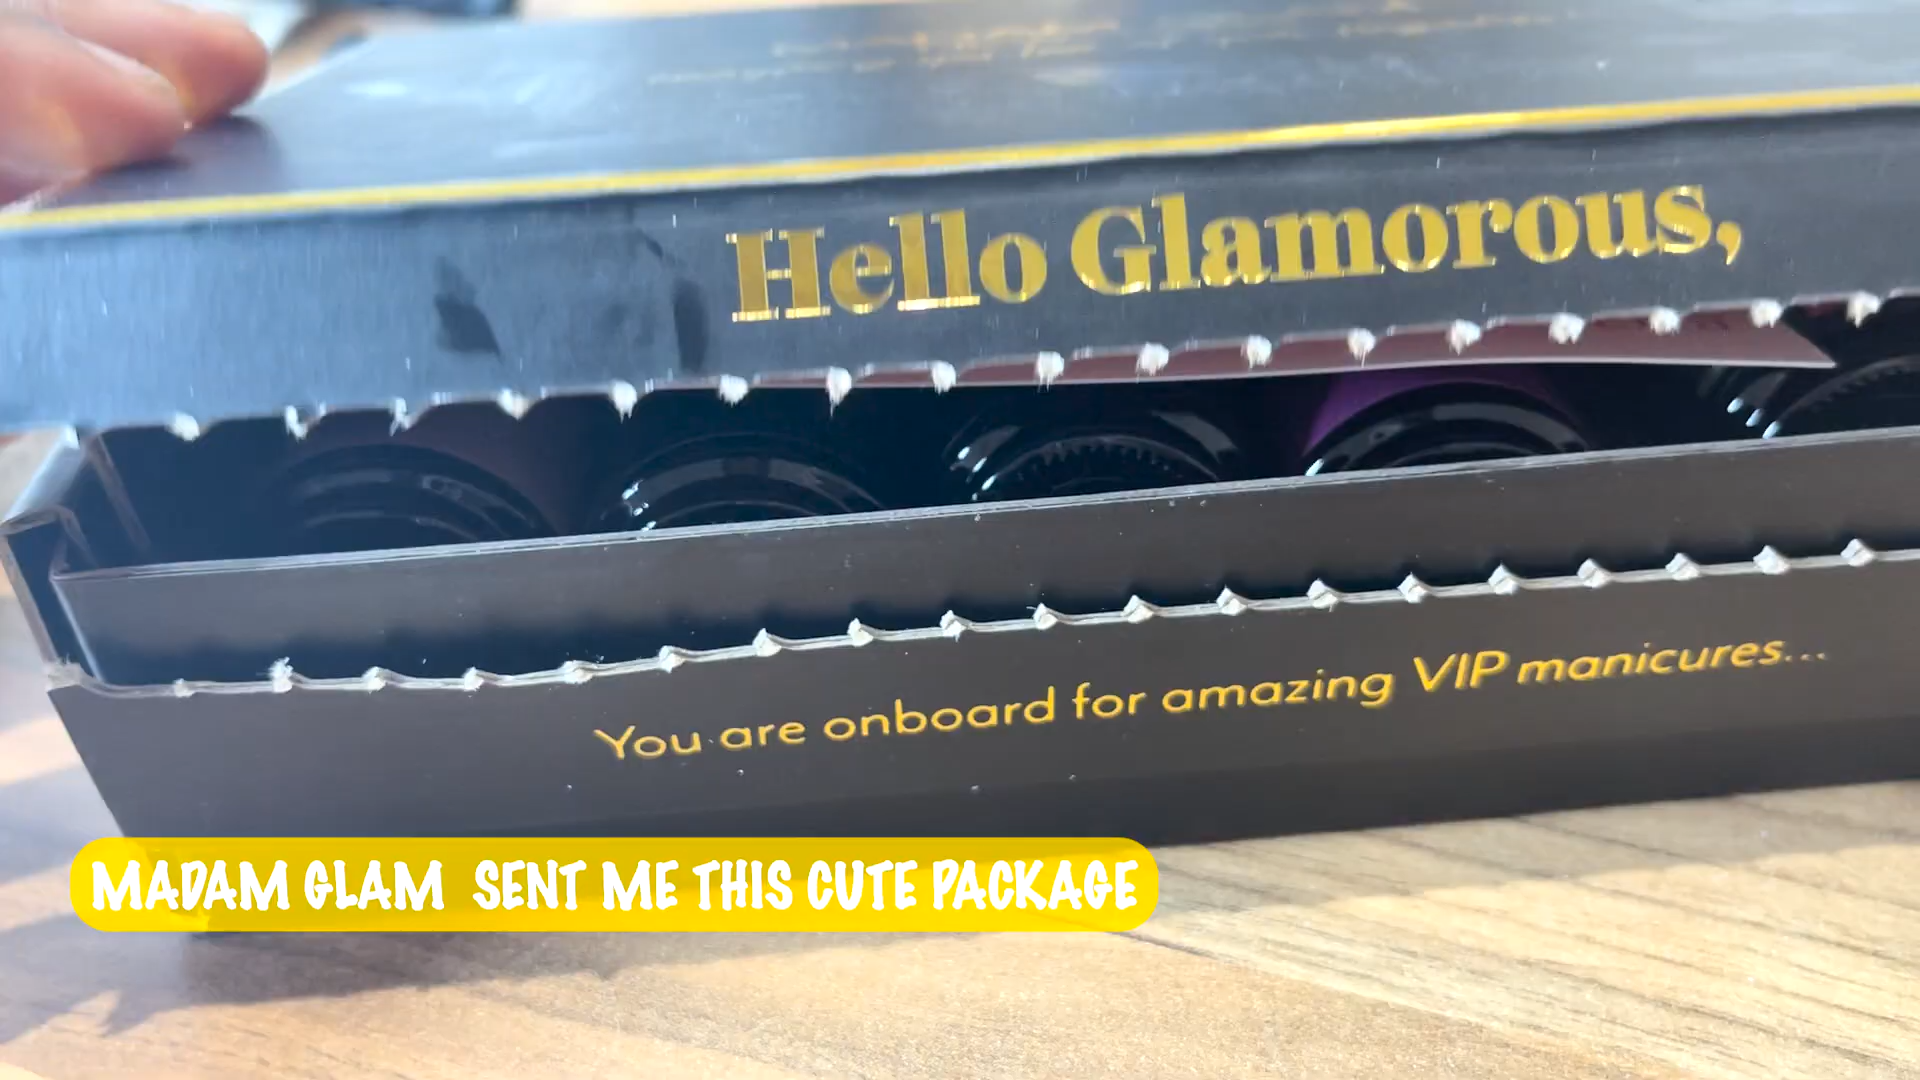 Hello Glamorous,
You are onboard for amazing VIP manicures...
MADAM GLAM SENT ME THIS CUTE PACKAGE